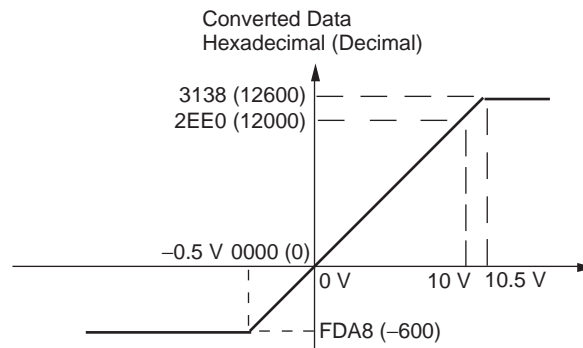 Converted Data
Hexadecimal (Decimal)
3138 (12600)
2EE0 (12000)
−0.5 V 0000 (0)
0 V 10 V 10.5 V
FDA8 (−600)